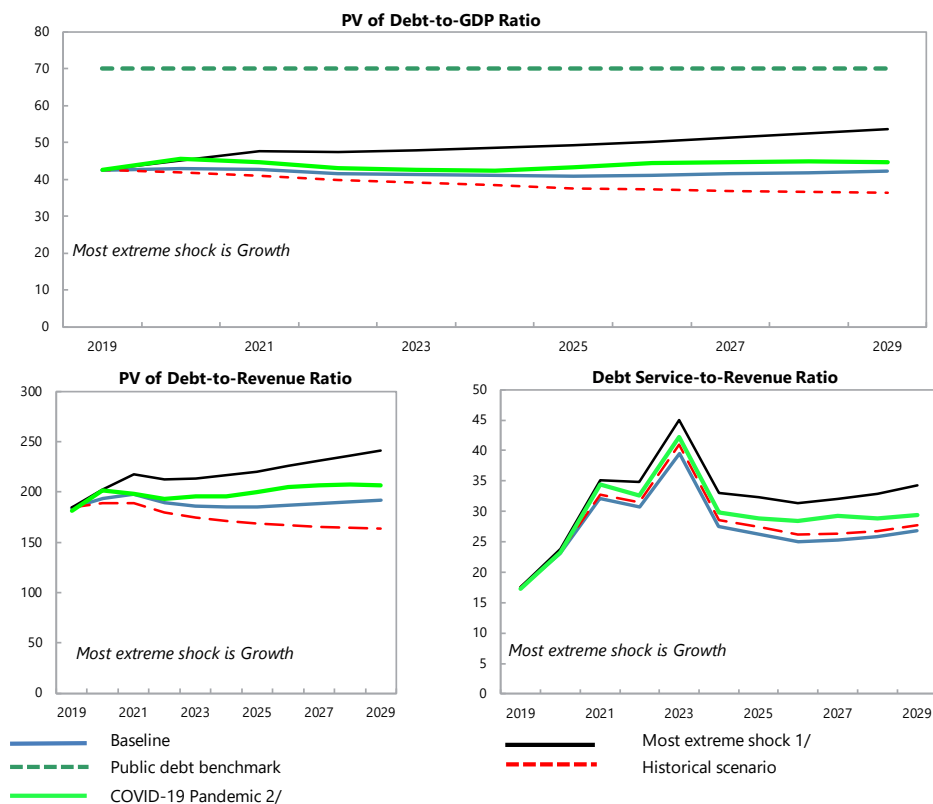 PV of Debt-to-GDP Ratio
80
70
60
50
40
30
20
10
0
Most extreme shock is Growth
2019 2021 2023 2025 2027 2029
PV of Debt-to-Revenue Ratio
300
250
200
150
100
50
0
Most extreme shock is Growth
2019 2021 2023 2025 2027 2029
Debt Service-to-Revenue Ratio
50
45
40
35
30
25
20
15
10
5
0
Most extreme shock is Growth
2019 2021 2023 2025 2027 2029
Baseline
Public debt benchmark
COVID-19 Pandemic 2/
Most extreme shock 1/
Historical scenario